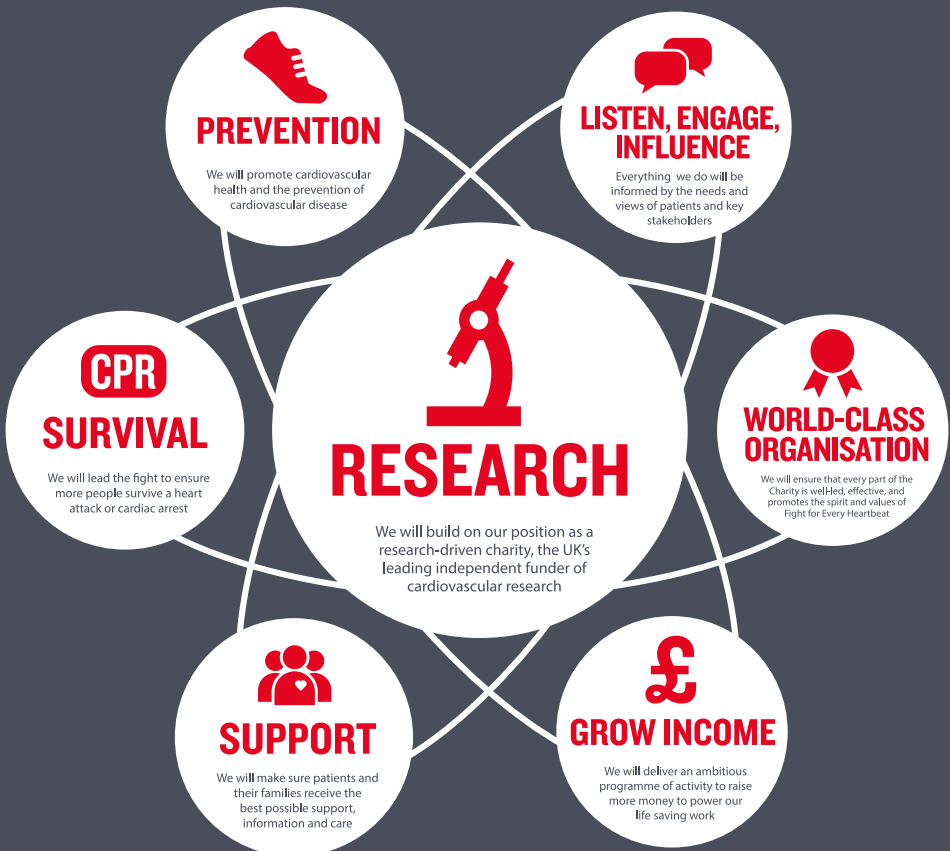 PREVENTION
We will promote cardiovascular
health and the prevention of
cardiovascular disease
LISTEN, ENGAGE,
INFLUENCE
Everything we do will be
informed by the needs and
views of patients and key
stakeholders
CPR
SURVIVAL
We will lead the fight to ensure
more people survive a heart
attack or cardiac arrest
RESEARCH
We will build on our position as a
research-driven charity, the UK's
leading independent funder of
cardiovascular research
WORLD-CLASS
ORGANISATION
We will ensure that every part of the
Charity is well-led, effective, and
promotes the spirit and values of
Fight for Every Heartbeat
SUPPORT
We will make sure patients and
their families receive the
best possible support,
information and care
£
GROW INCOME
We will deliver an ambitious
programme of activity to raise
more money to power our
life saving work